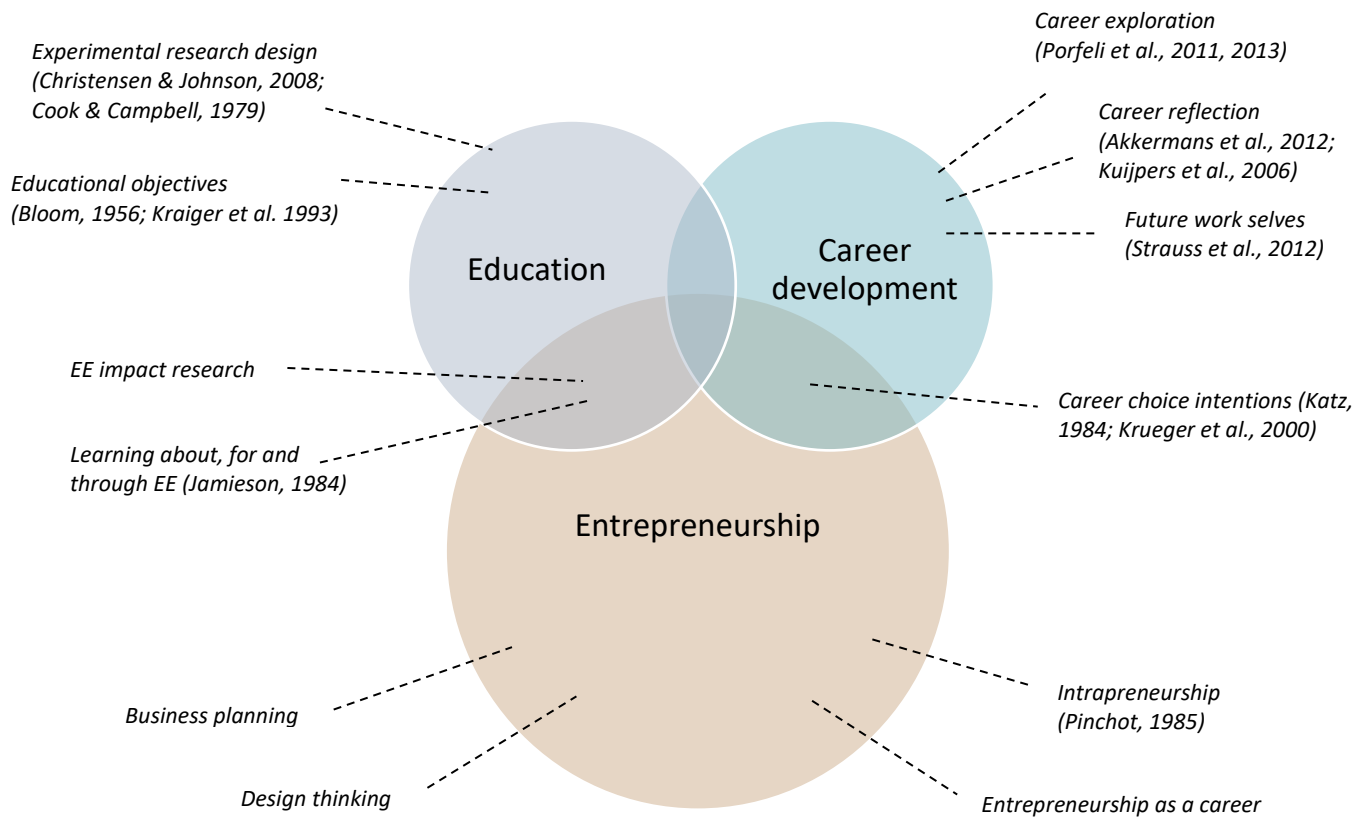 Career exploration
(Porfeli et al., 2011, 2013)
Experimental research design
(Christensen & Johnson, 2008;
Cook & Campbell, 1979)
Career reflection
(Akkermans et al., 2012;
Kuijpers et al., 2006)
Educational objectives
(Bloom, 1956; Kraiger et al. 1993)
Future work selves
(Strauss et al., 2012)
Education
Career
development
EE impact research
Career choice intentions (Katz,
1984; Krueger et al., 2000)
Learning about, for and
through EE (Jamieson, 1984)
Entrepreneurship
Business planning
Intrapreneurship
(Pinchot, 1985)
Design thinking
Entrepreneurship as a career